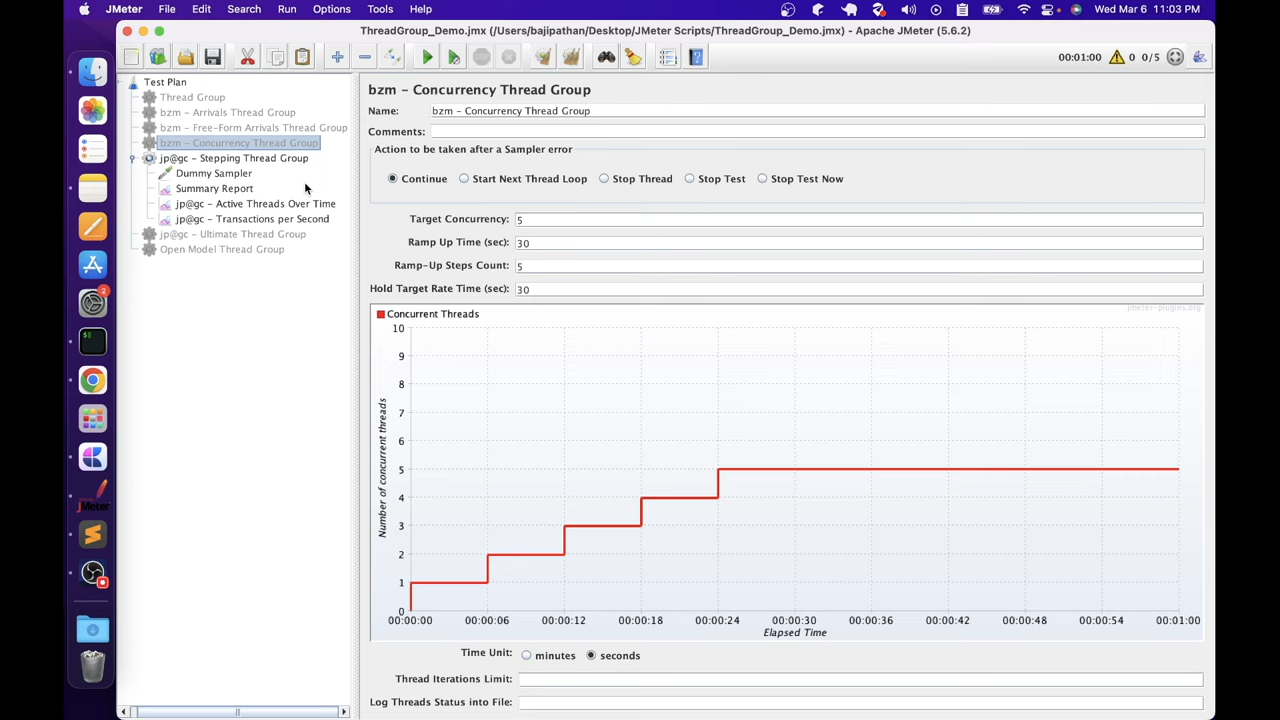 JMeter File Edit Search Run Options Tools Help Wed Mar 6 11:03 PM
ThreadGroup_Demo.jmx (/Users/bajipathan/Desktop/JMeter Scripts/ThreadGroup_Demo.jmx) - Apache JMeter (5.6.2)
00:01:00 0 0/5
Test Plan
Thread Group
bzm - Arrivals Thread Group
bzm - Free-Form Arrivals Thread Group
bzm - Concurrency Thread Group
jp@gc - Stepping Thread Group
Dummy Sampler
Summary Report
jp@gc - Active Threads Over Time
jp@gc - Transactions per Second
jp@gc - Ultimate Thread Group
Open Model Thread Group
2
JMeter
bzm - Concurrency Thread Group
Name: bzm - Concurrency Thread Group
Comments:
Action to be taken after a Sampler error
Continue Start Next Thread Loop Stop Thread Stop Test Stop Test Now
Target Concurrency: 5
Ramp Up Time (sec): 30
Ramp-Up Steps Count: 5
Hold Target Rate Time (sec): 30
Concurrent Threads
jmeter-plugins.org
10
9
8
7
6
5
4
3
2
1
0
Number of concurrent threads
00:00:00 00:00:06 00:00:12 00:00:18 00:00:24 00:00:30 00:00:36 00:00:42 00:00:48 00:00:54 00:01:00
Elapsed Time
Time Unit: minutes seconds
Thread Iterations Limit:
Log Threads Status into File: